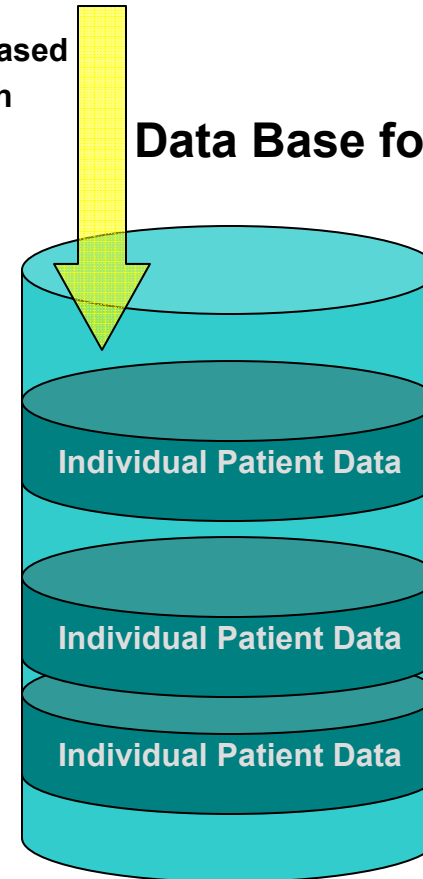 ased
n
Data Base fo
Individual Patient Data
Individual Patient Data
Individual Patient Data